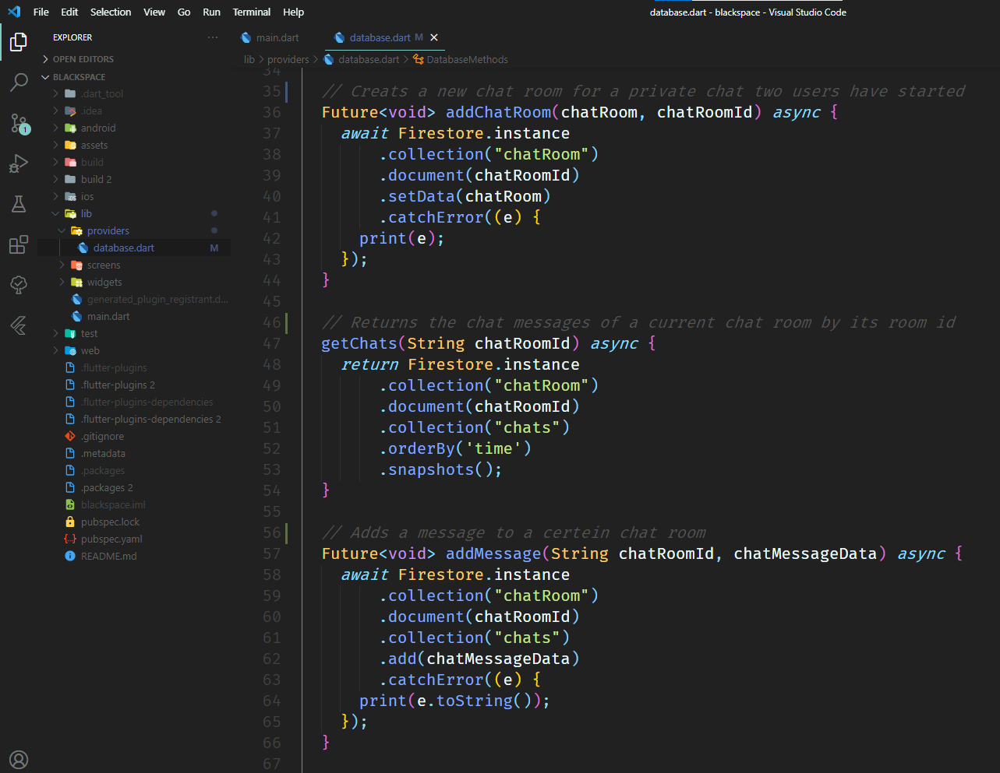 File Edit Selection View Go Run Terminal Help
database.dart - blackspace - Visual Studio Code
EXPLORER
OPEN EDITORS
BLACKSPACE
.dart_tool
.idea
android
assets
build
build 2
ios
lib
providers
database.dart M
screens
widgets
generated_plugin_registrant.d...
main.dart
test
web
.flutter-plugins
.flutter-plugins 2
.flutter-plugins-dependencies
.flutter-plugins-dependencies 2
.gitignore
.metadata
.packages
.packages 2
blackspace.iml
pubspec.lock
pubspec.yaml
README.md
1
main.dart database.dart M
lib > providers > database.dart > DatabaseMethods
34
35 // Creats a new chat room for a private chat two users have started
36 Future<void> addChatRoom(chatRoom, chatRoomId) async {
37 await Firestore.instance
38 .collection("chatRoom")
39 .document(chatRoomId)
40 .setData(chatRoom)
41 .catchError((e) {
42 print(e);
43 });
44 }
45
46 // Returns the chat messages of a current chat room by its room id
47 getChats(String chatRoomId) async {
48 return Firestore.instance
49 .collection("chatRoom")
50 .document(chatRoomId)
51 .collection("chats")
52 .orderBy('time')
53 .snapshots();
54 }
55
56 // Adds a message to a certein chat room
57 Future<void> addMessage(String chatRoomId, chatMessageData) async {
58 await Firestore.instance
59 .collection("chatRoom")
60 .document(chatRoomId)
61 .collection("chats")
62 .add(chatMessageData)
63 .catchError((e) {
64 print(e.toString());
65 });
66 }
67